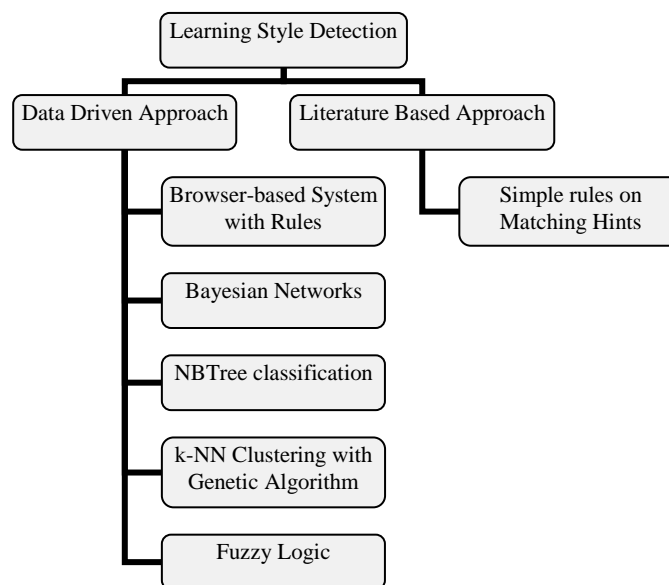 Learning Style Detection
Data Driven Approach
Literature Based Approach
Browser-based System
with Rules
Simple rules on
Matching Hints
Bayesian Networks
NBTree classification
k-NN Clustering with
Genetic Algorithm
Fuzzy Logic